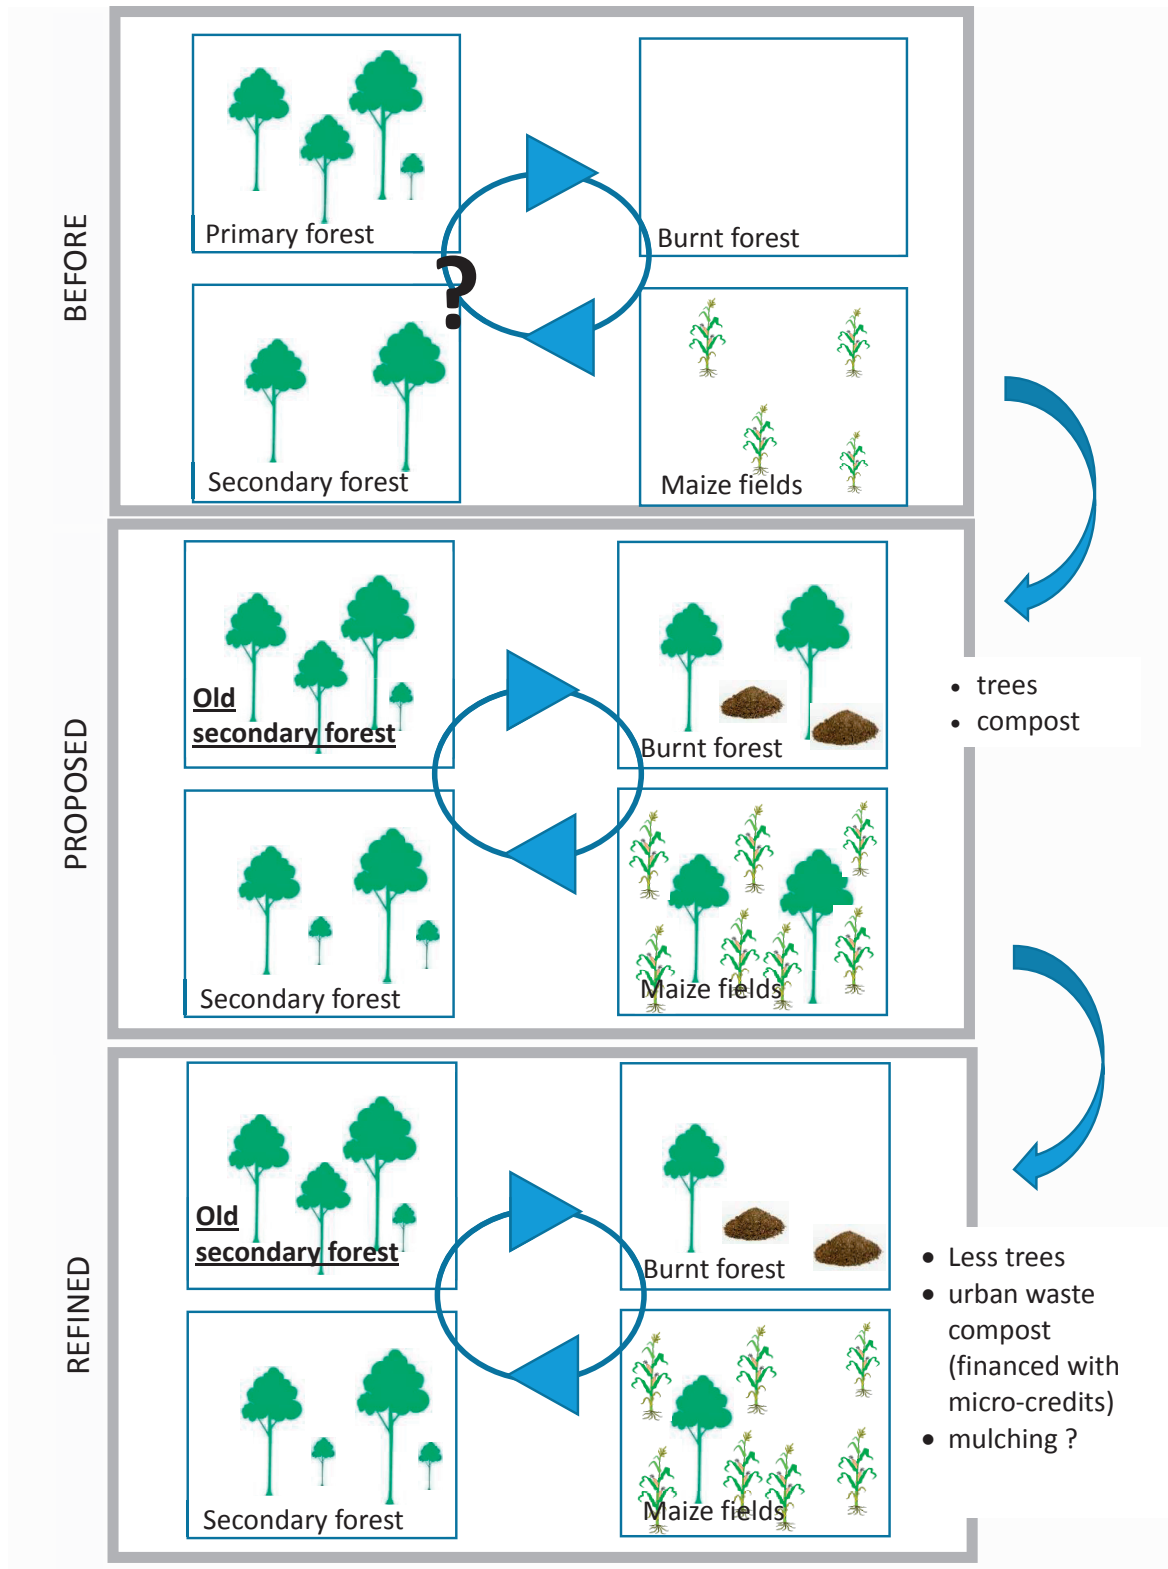 BEFORE
Primary forest
Burnt forest
?
Secondary forest
Maize fields
PROPOSED
Old
secondary forest
Burnt forest
• trees
• compost
Secondary forest
Maize fields
REFINED
Old
secondary forest
Burnt forest
• Less trees
• urban waste
compost
(financed with
micro-credits)
• mulching ?
Secondary forest
Maize fields